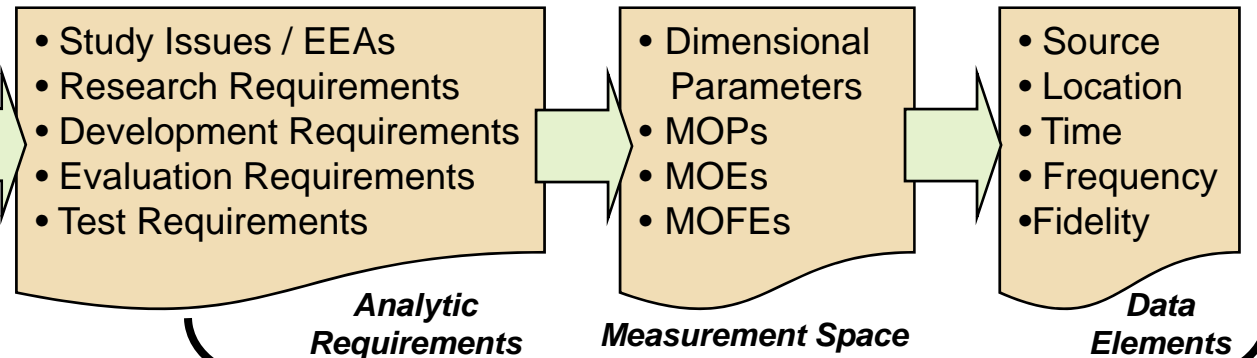 • Study Issues / EEAs
• Research Requirements
• Development Requirements
• Evaluation Requirements
• Test Requirements
Analytic
Requirements
• Dimensional
Parameters
• MOPs
• MOEs
• MOFEs
Measurement Space
• Source
• Location
• Time
• Frequency
•Fidelity
Data
Elements